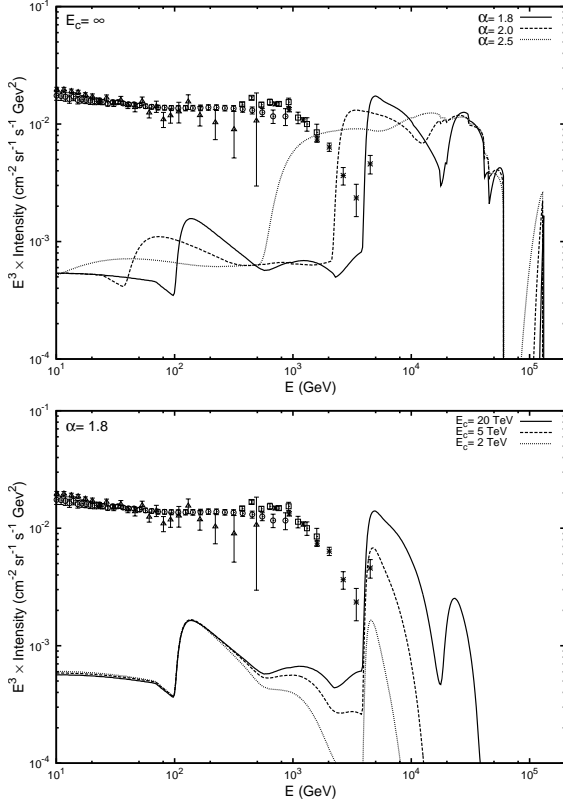 E_c = ∞
α = 1.8
α = 2.0
α = 2.5
10^-1
10^-2
10^-3
10^-4
E^3 × Intensity (cm^-2 sr^-1 s^-1 GeV^2)
10^1 10^2 10^3 10^4 10^5
E (GeV)
α = 1.8
E_c = 20 TeV
E_c = 5 TeV
E_c = 2 TeV
10^-1
10^-2
10^-3
10^-4
E^3 × Intensity (cm^-2 sr^-1 s^-1 GeV^2)
10^1 10^2 10^3 10^4 10^5
E (GeV)